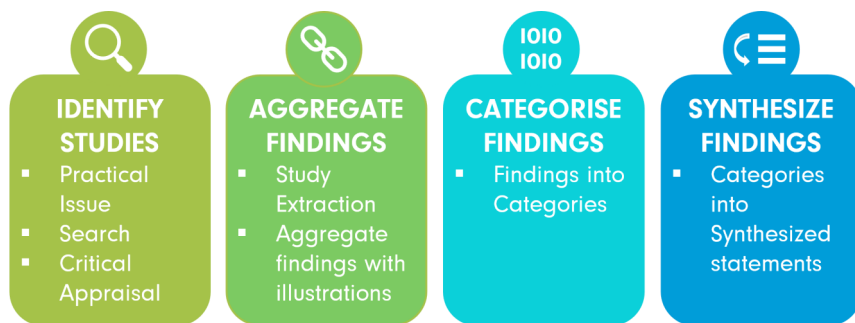 IDENTIFY
STUDIES
▪ Practical
Issue
▪ Search
▪ Critical
Appraisal
AGGREGATE
FINDINGS
▪ Study
Extraction
▪ Aggregate
findings with
illustrations
1010
1010
CATEGORISE
FINDINGS
▪ Findings into
Categories
SYNTHESIZE
FINDINGS
▪ Categories
into
Synthesized
statements